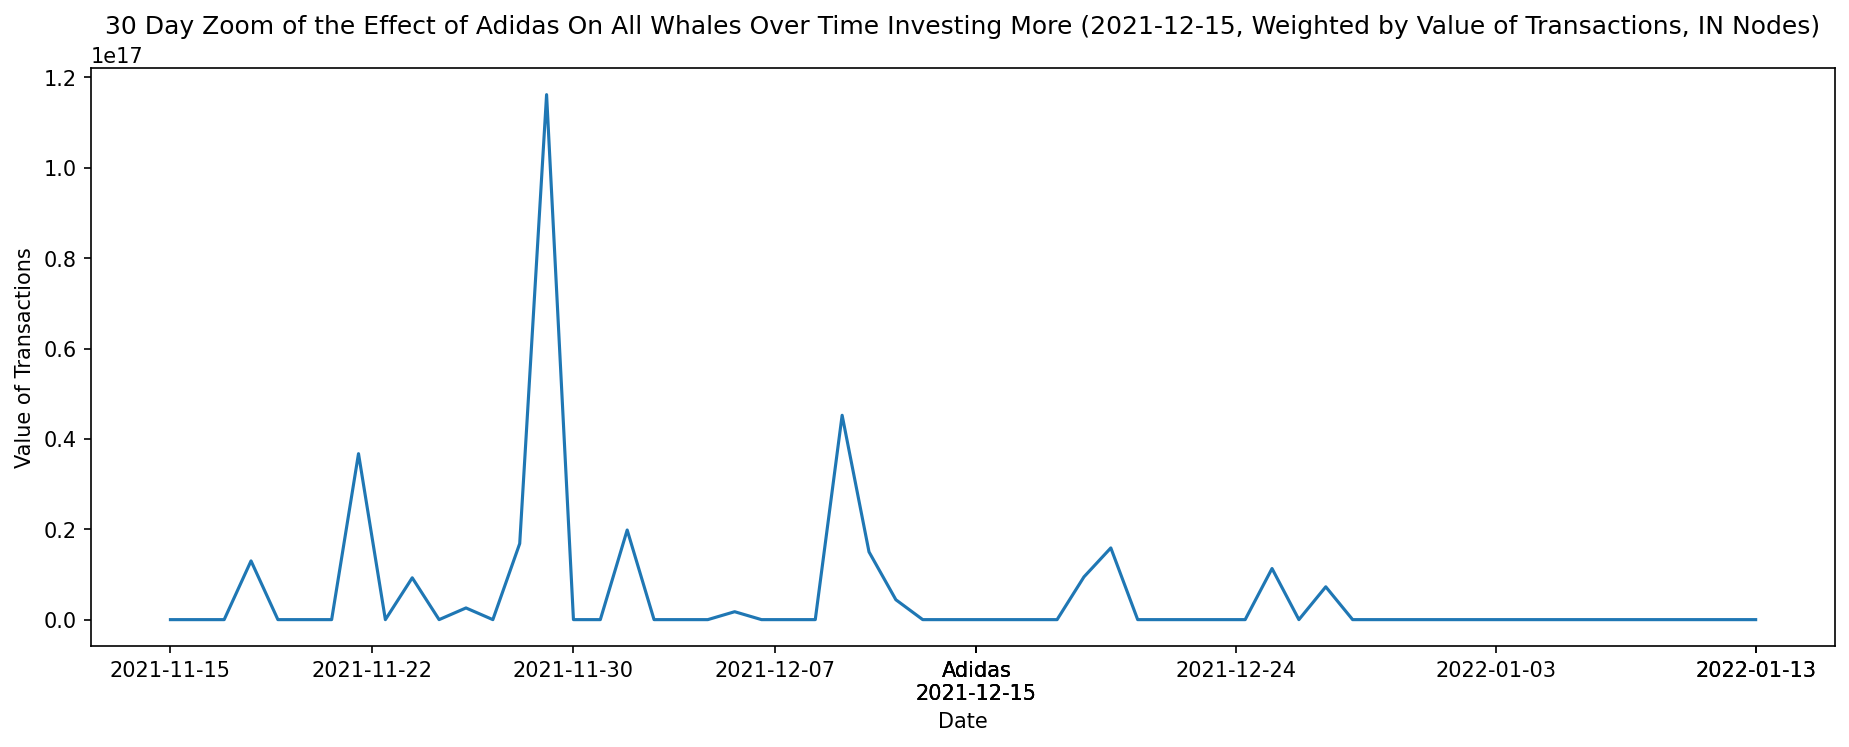 30 Day Zoom of the Effect of Adidas On All Whales Over Time Investing More (2021-12-15, Weighted by Value of Transactions, IN Nodes)
1e17
1.2
1.0
0.8
0.6
0.4
0.2
0.0
Value of Transactions
2021-11-15 2021-11-22 2021-11-30 2021-12-07 Adidas 2021-12-24 2022-01-03 2022-01-13
2021-12-15
Date